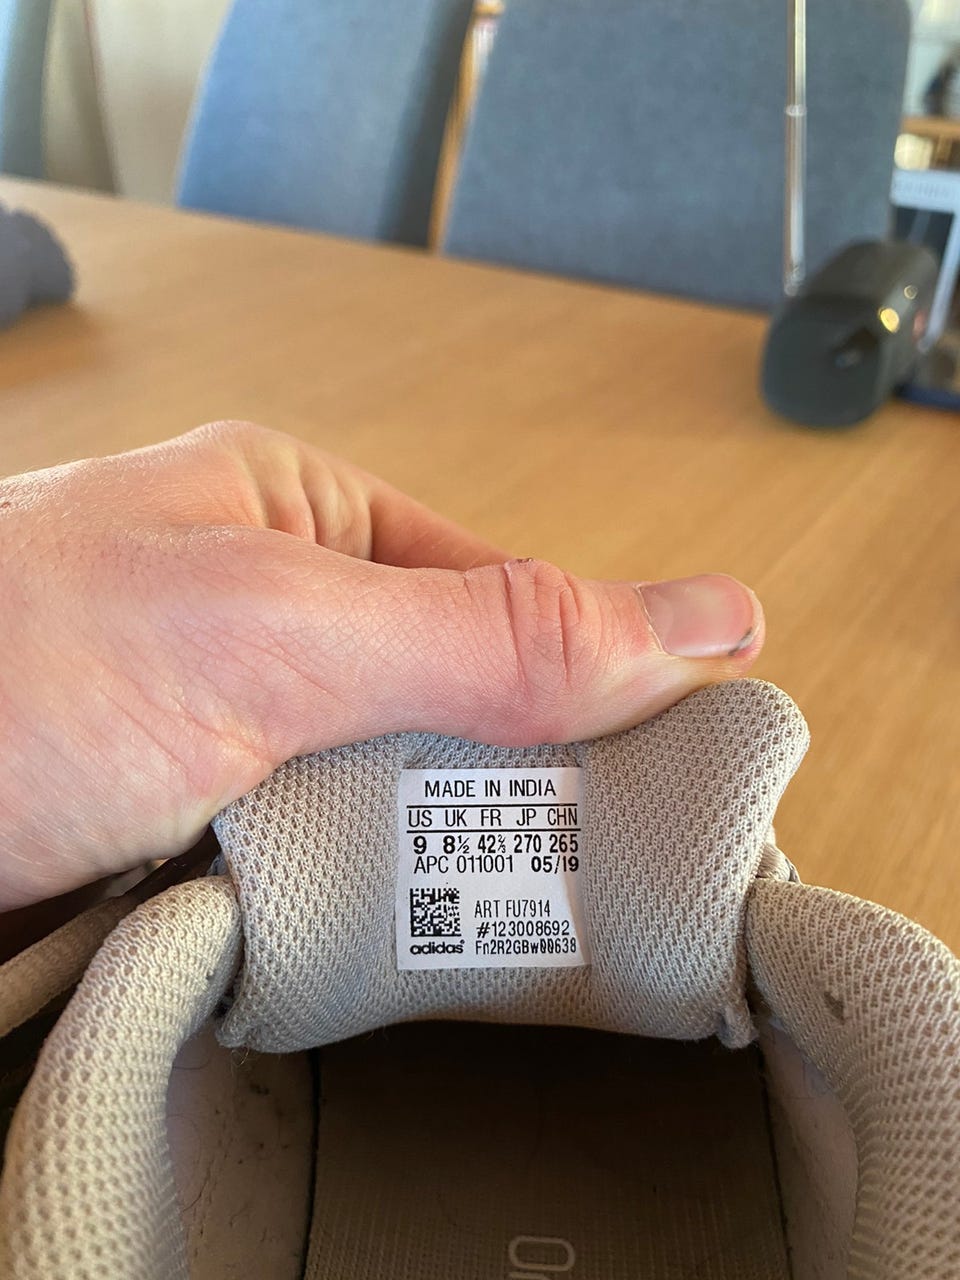 MADE IN INDIA
US UK FR JP CHN
9 8½ 42⅔ 270 265
APC 011001 05/19
ART FU7914
#123008692
adidas Fn2R2GBw00638
Or